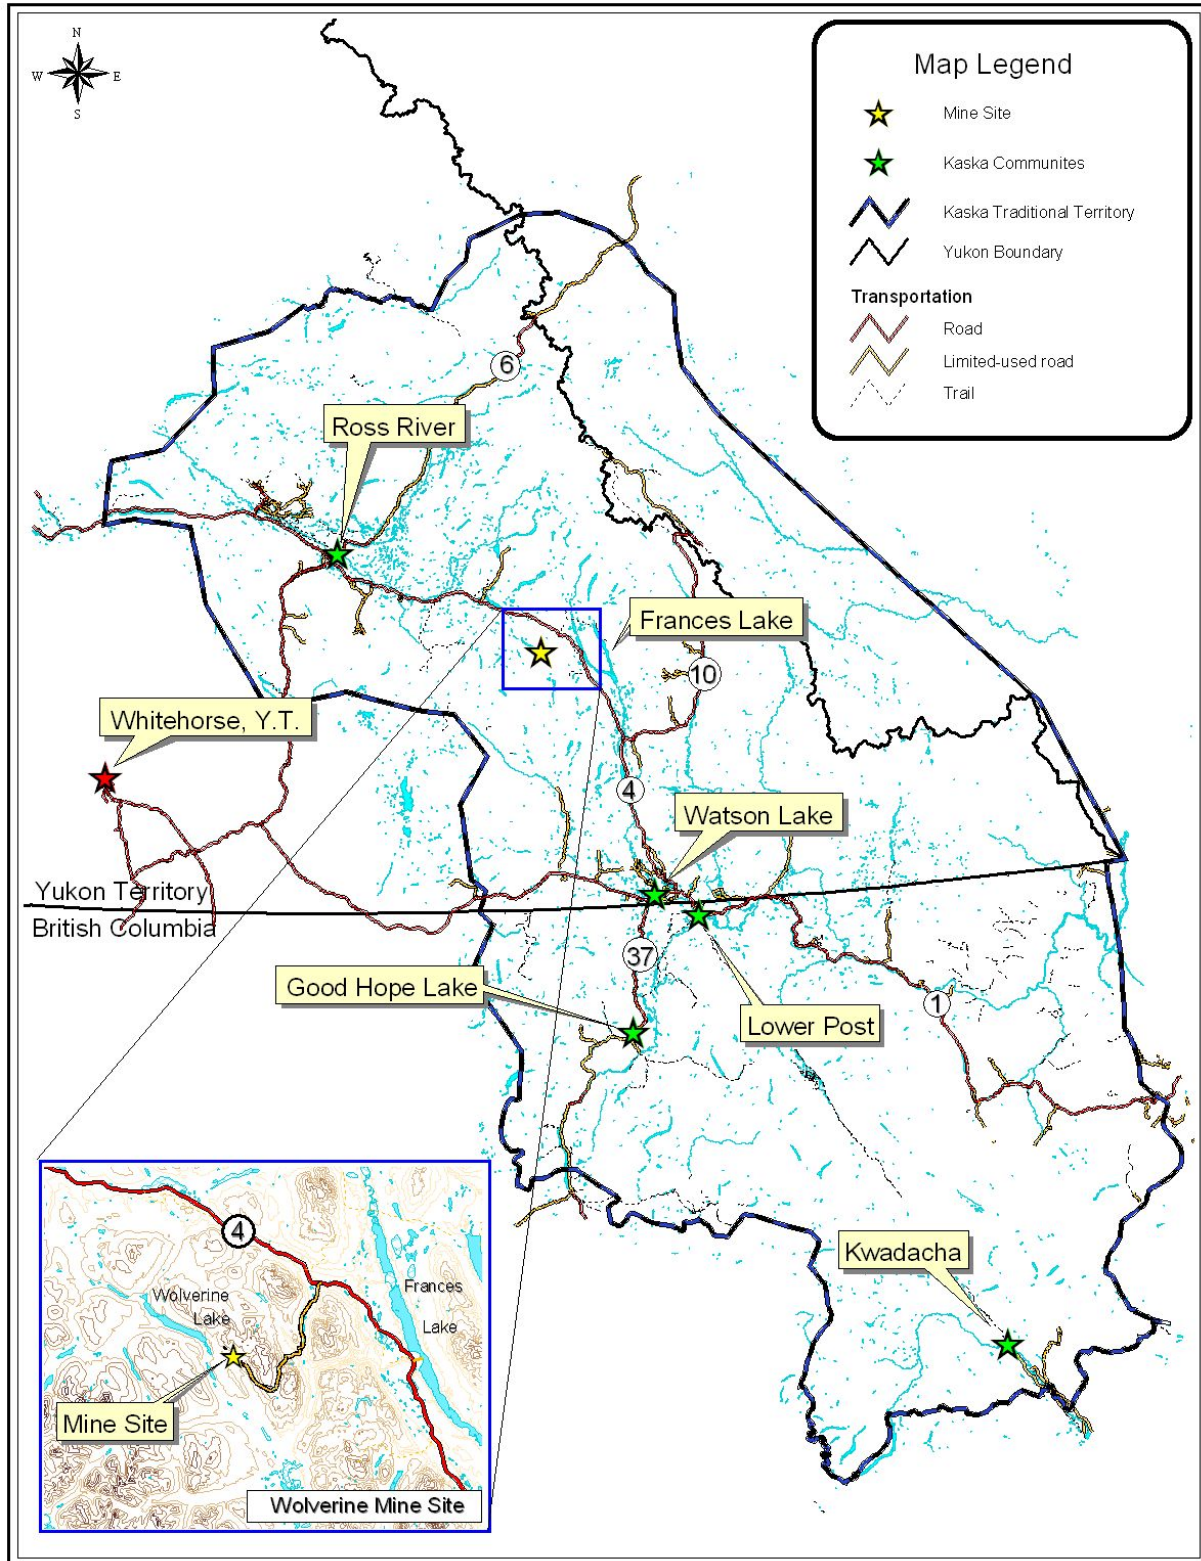 N
W E
S
Map Legend
Mine Site
Kaska Communites
Kaska Traditional Territory
Yukon Boundary
Transportation
Road
Limited-used road
Trail
6
Ross River
Frances Lake
10
Whitehorse, Y.T.
4
Watson Lake
Yukon Territory
British Columbia
37
Good Hope Lake
Lower Post
1
Kwadacha
4
Wolverine
Lake
Frances
Lake
Mine Site
Wolverine Mine Site